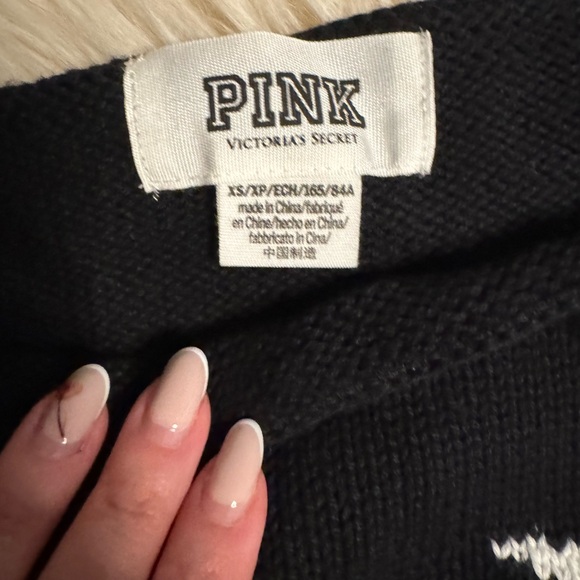 PINK
VICTORIA'S SECRET
XS/XP/ECH/165/84A
made in China/fabriqué
en Chine/hecho en China/
fabbricato in Cina/
中国制造